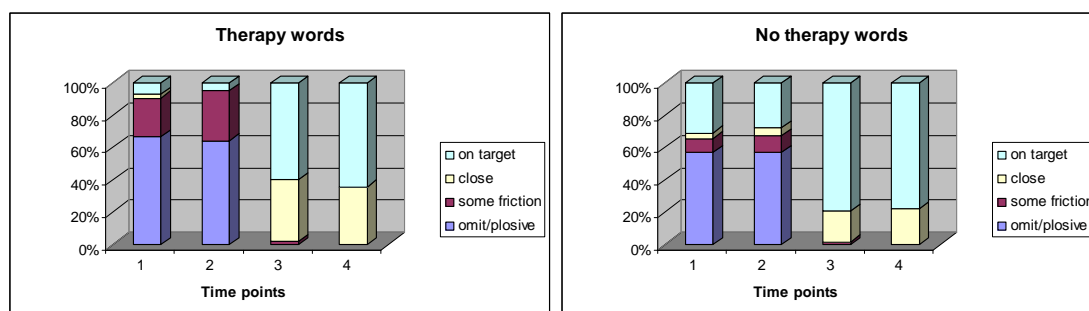 Therapy words
100%
80%
60%
40%
20%
0%
1 2 3 4
Time points
on target
close
some friction
omit/plosive
No therapy words
100%
80%
60%
40%
20%
0%
1 2 3 4
Time points
on target
close
some friction
omit/plosive